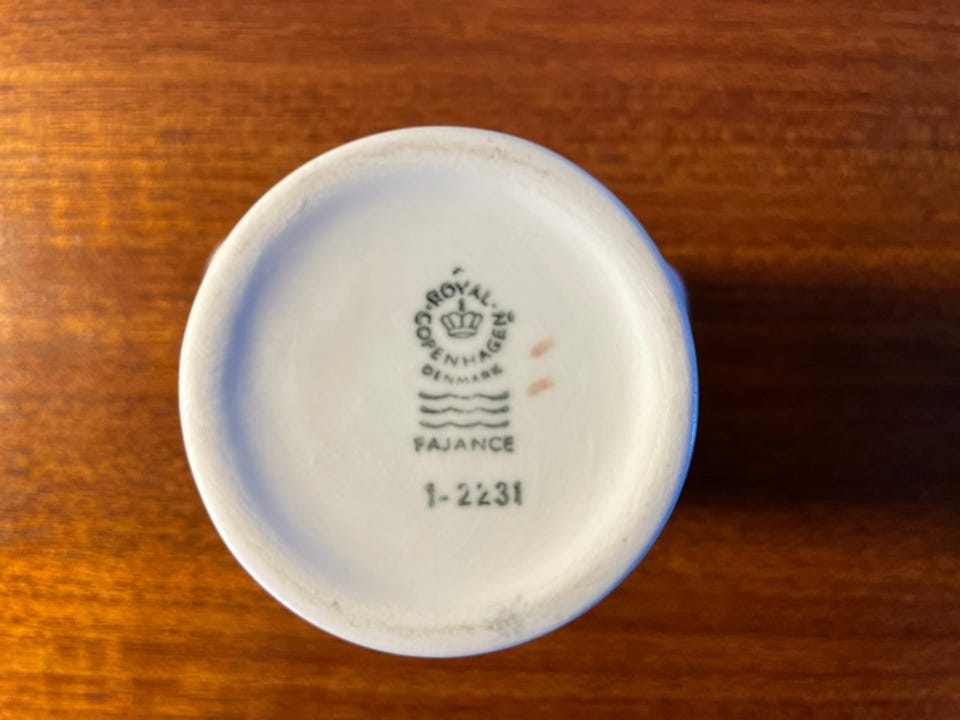 ROYAL
COPENHAGEN
DENMARK
FAJANCE
1-2231